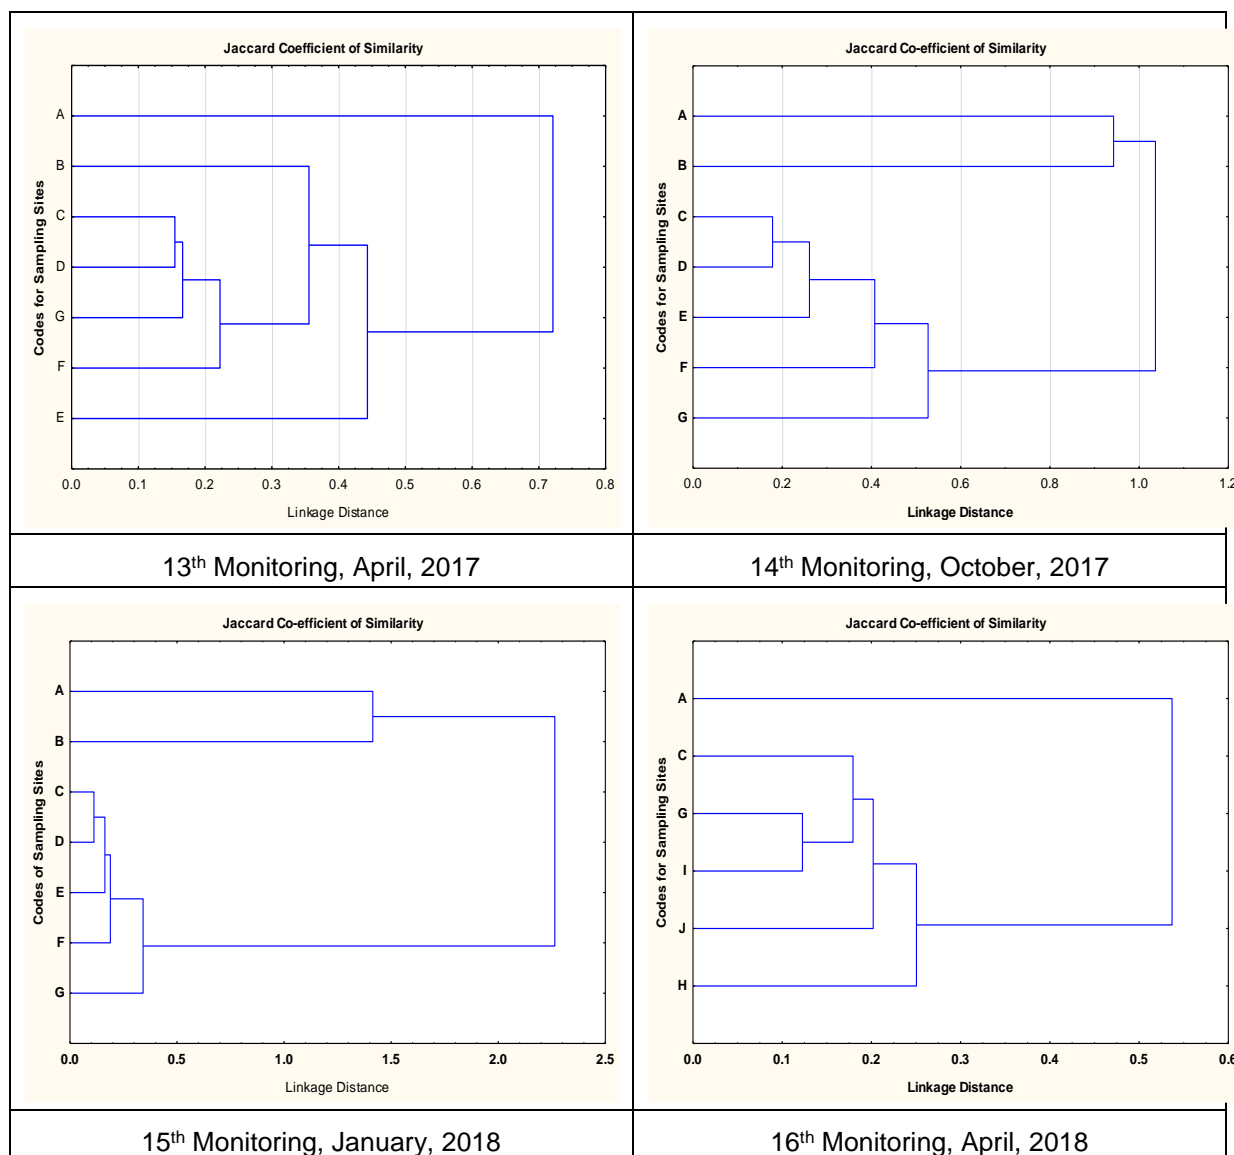 Jaccard Coefficient of Similarity
Codes for Sampling Sites
A
B
C
D
G
F
E
0.0 0.1 0.2 0.3 0.4 0.5 0.6 0.7 0.8
Linkage Distance
13th Monitoring, April, 2017
Jaccard Co-efficient of Similarity
Codes for Sampling Sites
A
B
C
D
E
F
G
0.0 0.2 0.4 0.6 0.8 1.0 1.2
Linkage Distance
14th Monitoring, October, 2017
Jaccard Co-efficient of Similarity
Codes of Sampling Sites
A
B
C
D
E
F
G
0.0 0.5 1.0 1.5 2.0 2.5
Linkage Distance
15th Monitoring, January, 2018
Jaccard Co-efficient of Similarity
Codes for Sampling Sites
A
C
G
I
J
H
0.0 0.1 0.2 0.3 0.4 0.5 0.6
Linkage Distance
16th Monitoring, April, 2018